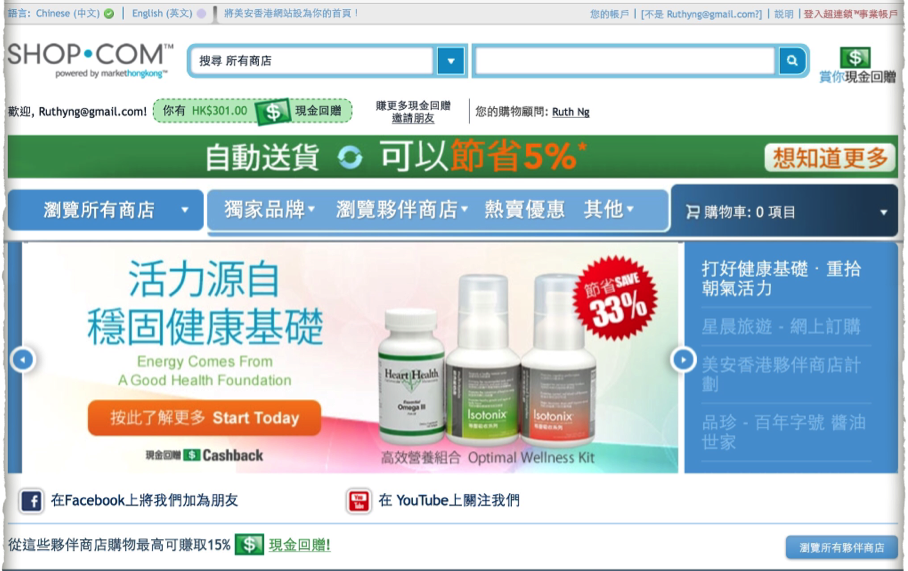 語言: Chinese (中文) | English (英文) 將美安香港網站設為你的首頁！
您的帳戶 | [不是 Ruthyng@gmail.com?] | 説明 | 登入超連鎖™事業帳戶
SHOP•COM™
powered by markethongkong™
搜尋 所有商店
$
賞你現金回贈
歡迎, Ruthyng@gmail.com!
你有 HK$301.00 $ 現金回贈
賺更多現金回贈
邀請朋友
您的購物顧問: Ruth Ng
自動送貨 可以節省5%*
想知道更多
瀏覽所有商店
獨家品牌 瀏覽夥伴商店 熱賣優惠 其他
購物車: 0 項目
活力源自
穩固健康基礎
Energy Comes From
A Good Health Foundation
按此了解更多 Start Today
現金回贈 $ Cashback
節省SAVE
33%
Heart Health
Essential
Omega III
Isotonix
Isotonix
高效營養組合 Optimal Wellness Kit
打好健康基礎‧重拾
朝氣活力
星晨旅遊 - 網上訂購
美安香港夥伴商店計
劃
品珍 - 百年字號 醬油
世家
f 在Facebook上將我們加為朋友
You Tube 在 YouTube上關注我們
從這些夥伴商店購物最高可賺取15% $ 現金回贈!
瀏覽所有夥伴商店